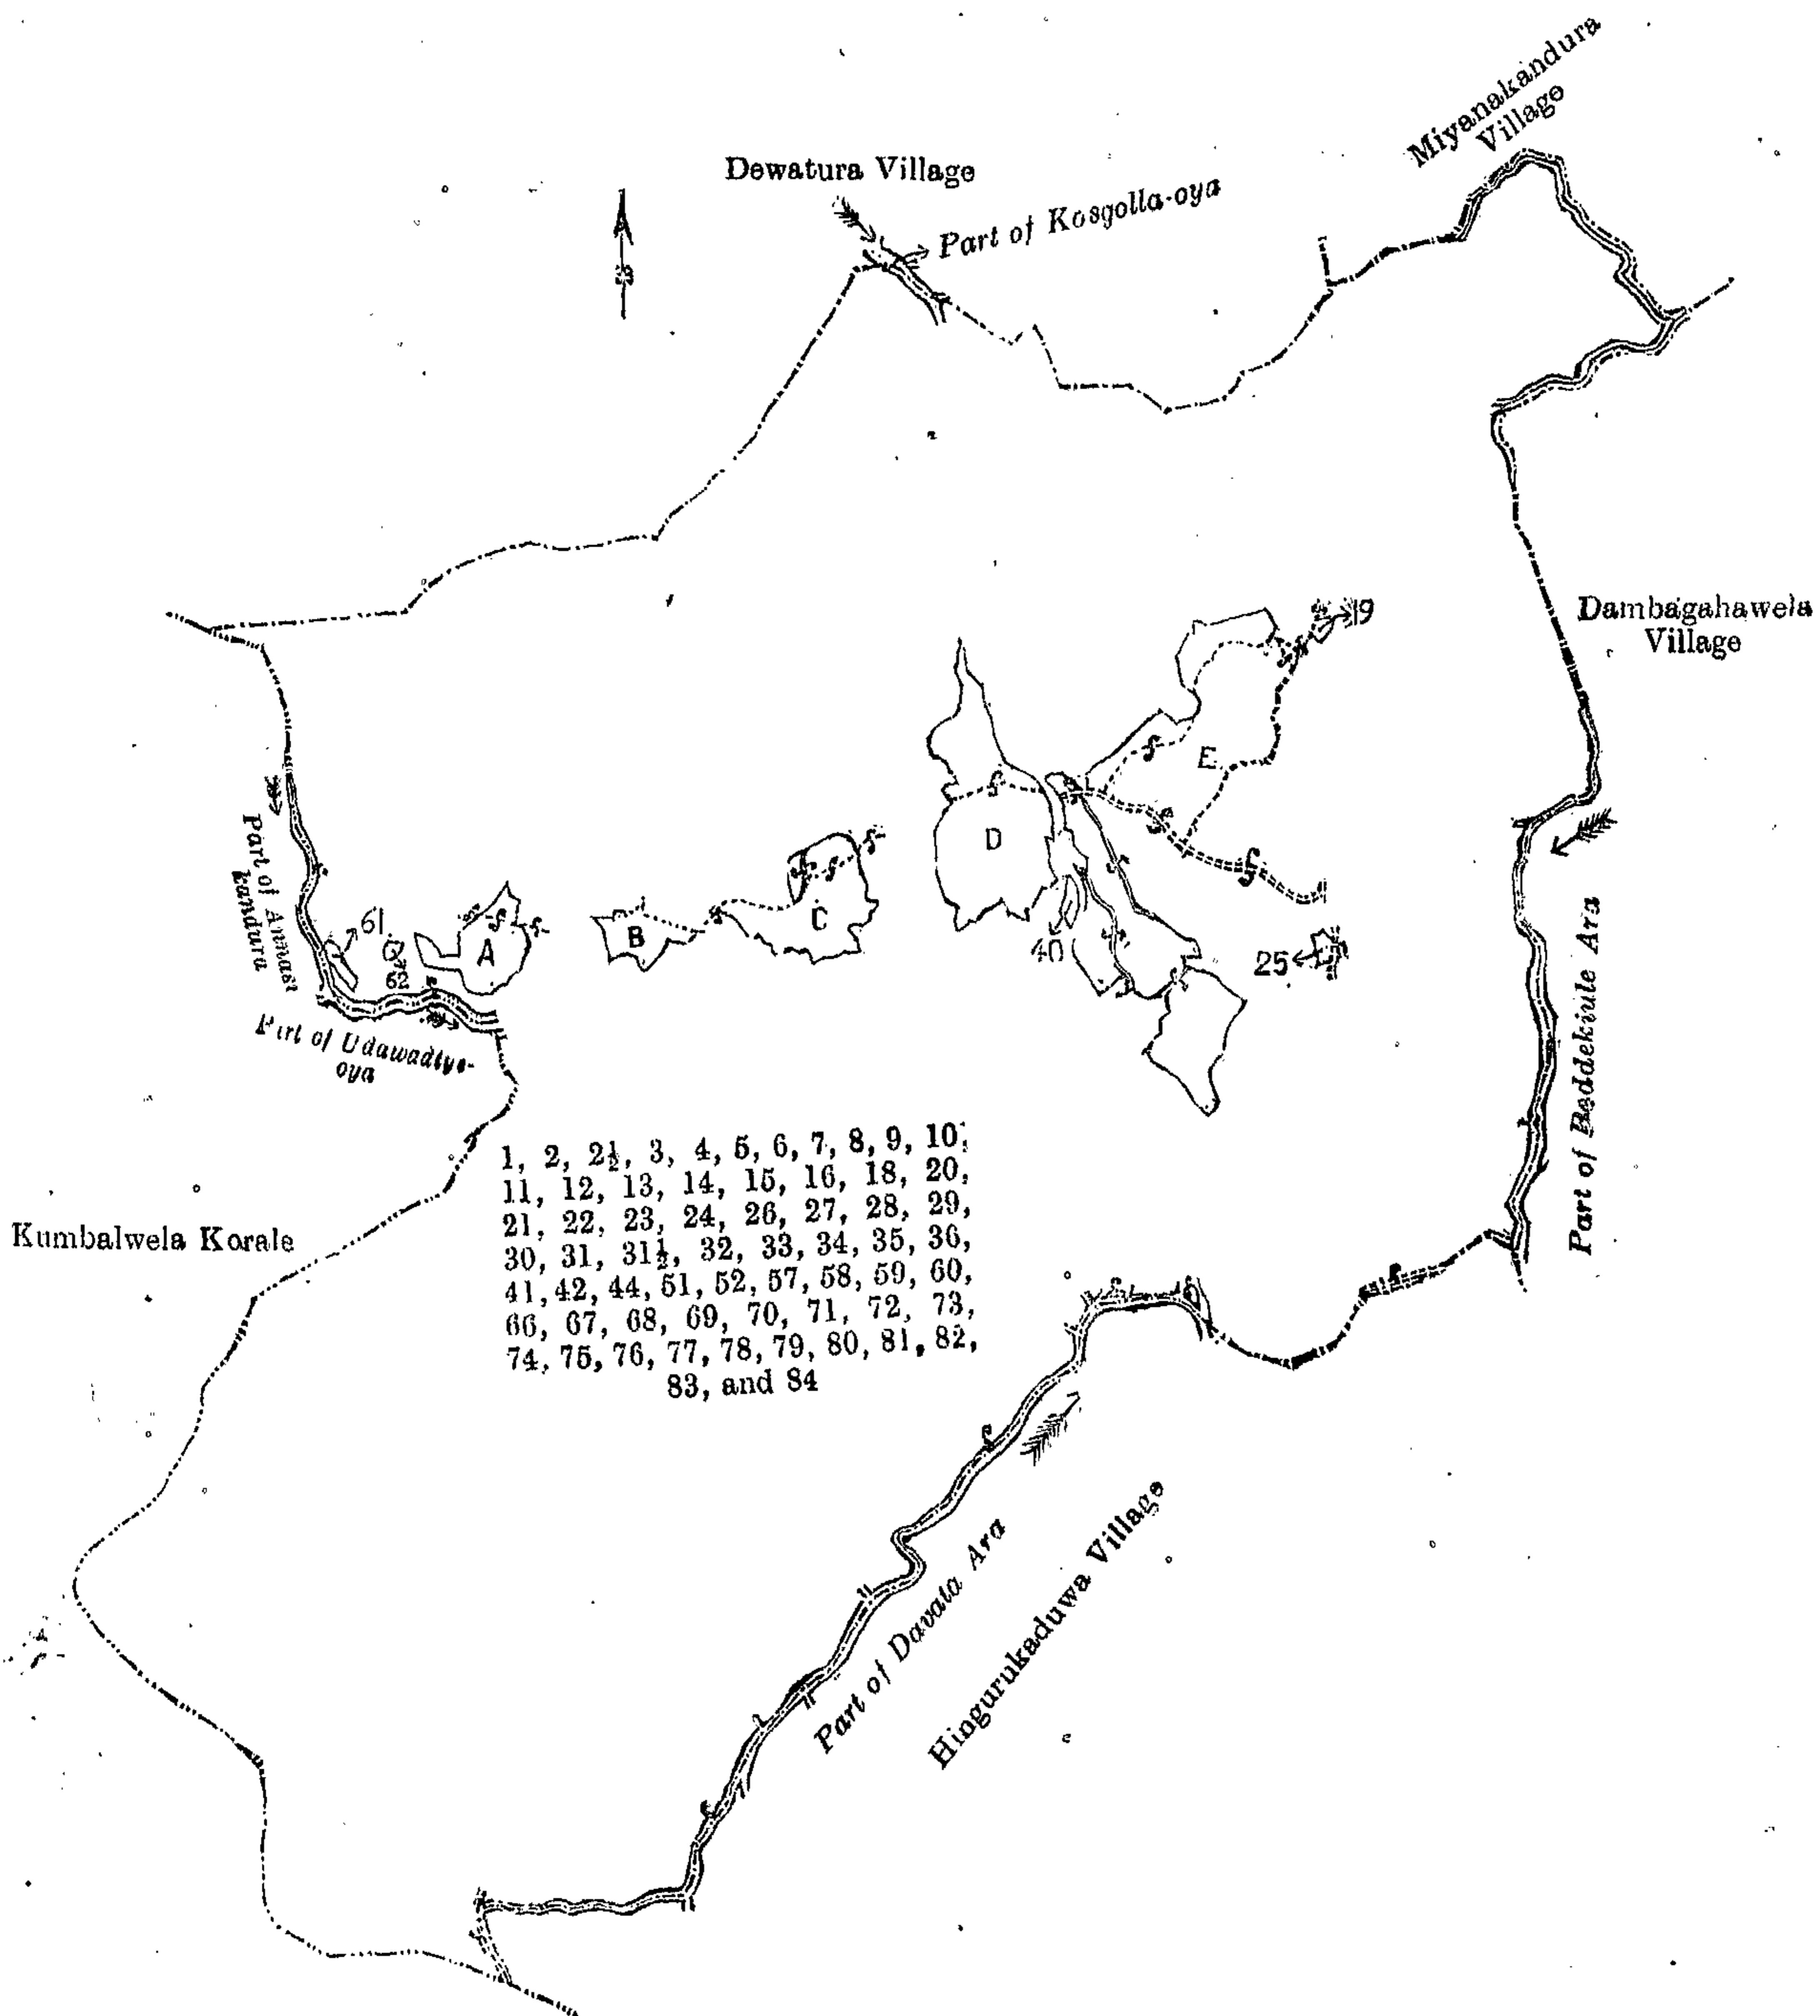 Miyanakandura
Village
Dewatura Village
Part of Kosgolla-oya
19
Dambagahawela
Village
E
D
Part of
kandura
61
62
A
B
C
40
25
Part of Baddekiule Ara
Part of
oya
1, 2, 2½, 3, 4, 5, 6, 7, 8, 9, 10,
11, 12, 13, 14, 15, 16, 18, 20,
21, 22, 23, 24, 26, 27, 28, 29,
30, 31, 31½, 32, 33, 34, 35, 36,
41, 42, 44, 51, 52, 57, 58, 59, 60,
66, 67, 68, 69, 70, 71, 72, 73,
74, 75, 76, 77, 78, 79, 80, 81, 82,
83, and 84
Kumbalwela Korale
Part of Davata Ara
Hingurukaduwa Village